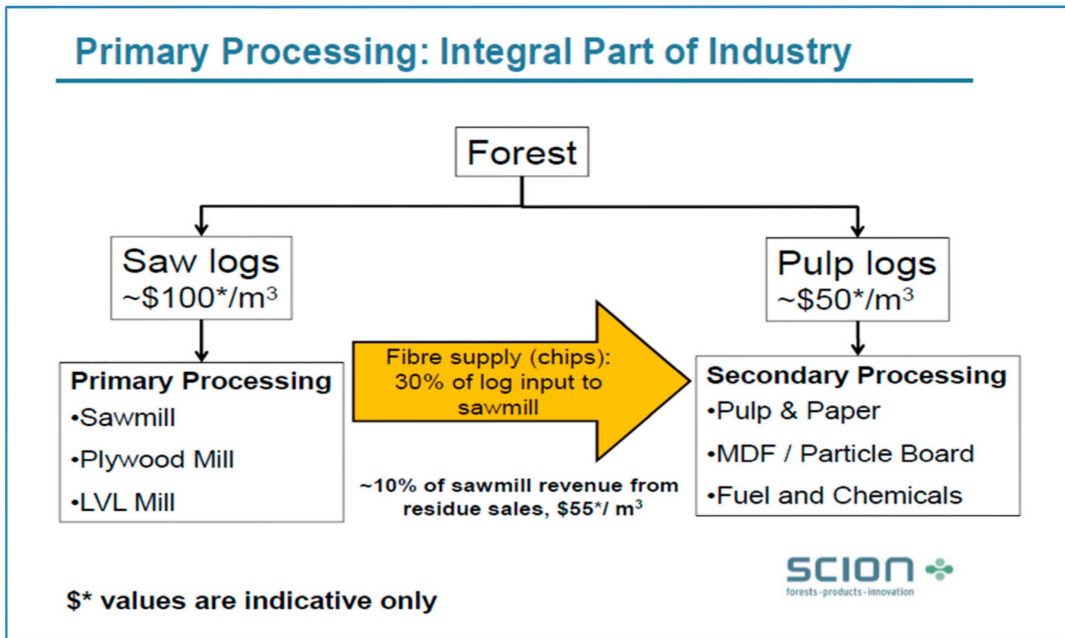 Primary Processing: Integral Part of Industry
Forest
Saw logs
~$100*/m³
Pulp logs
~$50*/m³
Primary Processing
•Sawmill
•Plywood Mill
•LVL Mill
Fibre supply (chips):
30% of log input to
sawmill
~10% of sawmill revenue from
residue sales, $55*/ m³
Secondary Processing
•Pulp & Paper
•MDF / Particle Board
•Fuel and Chemicals
SCION
forests-products-innovation
$* values are indicative only